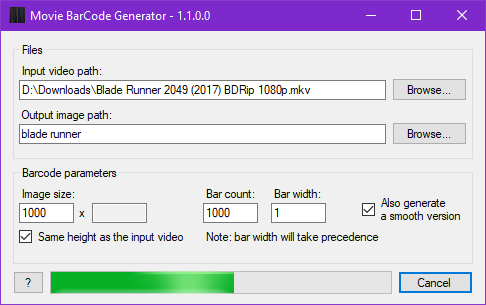 Movie BarCode Generator - 1.1.0.0
Files
Input video path:
D:\Downloads\Blade Runner 2049 (2017) BDRip 1080p.mkv Browse...
Output image path:
blade runner Browse...
Barcode parameters
Image size: Bar count: Bar width:
1000 x 1000 1 Also generate
a smooth version
Same height as the input video Note: bar width will take precedence
? Cancel